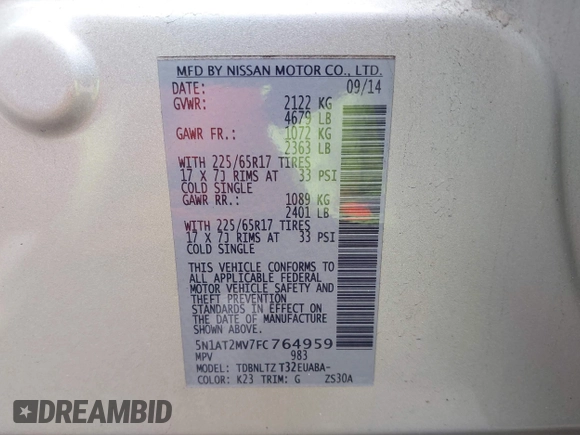 MFD BY NISSAN MOTOR CO., LTD.
DATE: 09/14
GVWR: 2122 KG
4679 LB
GAWR FR.: 1072 KG
2363 LB
WITH 225/65R17 TIRES
17 X 7J RIMS AT 33 PSI
COLD SINGLE
GAWR RR.: 1089 KG
2401 LB
WITH 225/65R17 TIRES
17 X 7J RIMS AT 33 PSI
COLD SINGLE
THIS VEHICLE CONFORMS TO
ALL APPLICABLE FEDERAL
MOTOR VEHICLE SAFETY AND
THEFT PREVENTION
STANDARDS IN EFFECT ON
THE DATE OF MANUFACTURE
SHOWN ABOVE.
5N1AT2MV7FC764959
MPV 983
MODEL: TDBNLTZ T32EUABA-
COLOR: K23 TRIM: G ZS30A
DREAMBID